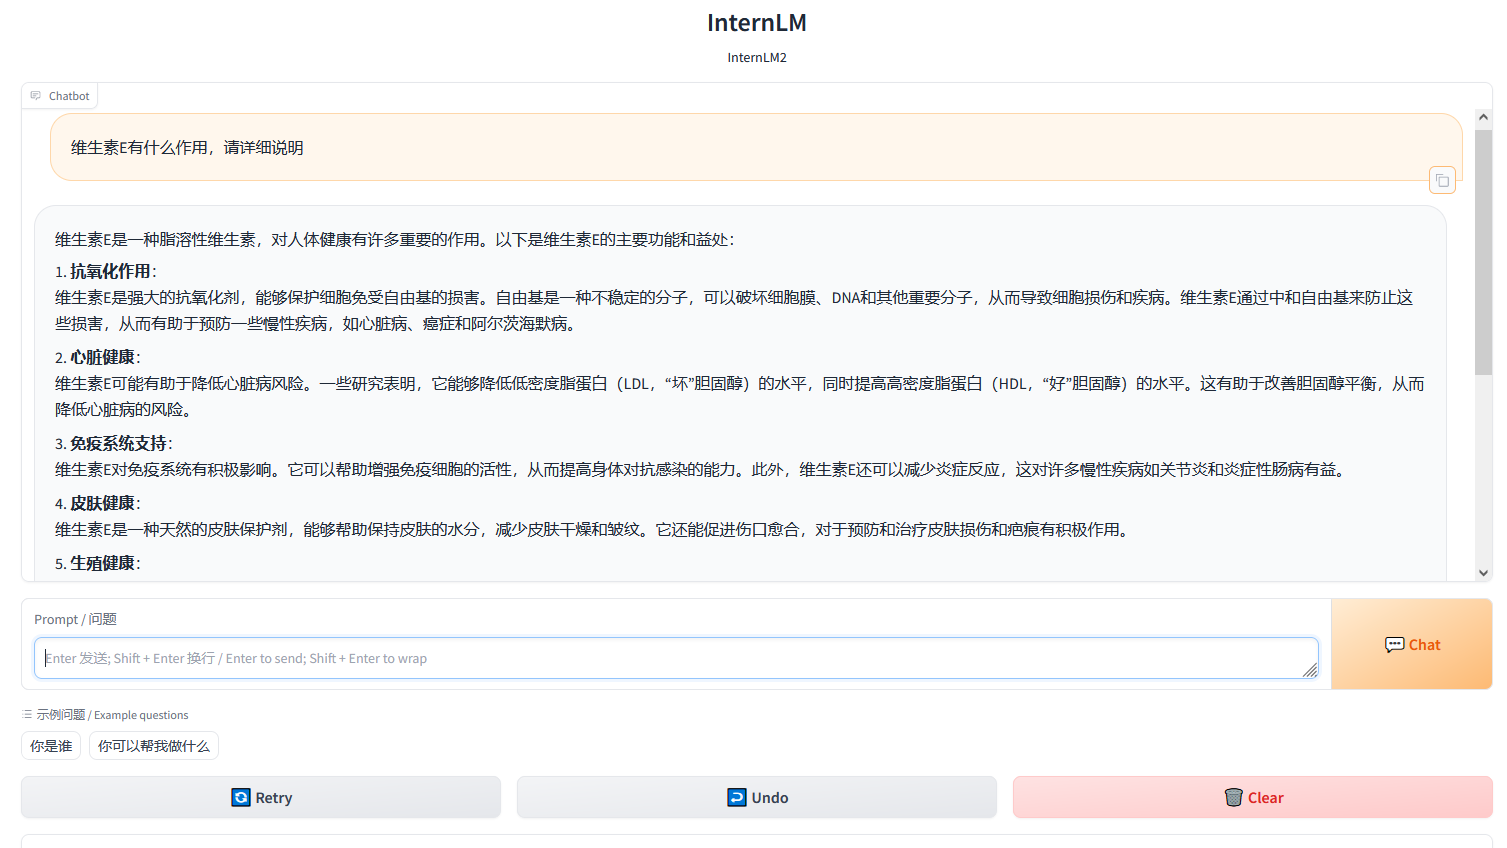 InternLM
InternLM2
Chatbot
维生素E有什么作用，请详细说明
维生素E是一种脂溶性维生素，对人体健康有许多重要的作用。以下是维生素E的主要功能和益处：
1. 抗氧化作用：
维生素E是强大的抗氧化剂，能够保护细胞免受自由基的损害。自由基是一种不稳定的分子，可以破坏细胞膜、DNA和其他重要分子，从而导致细胞损伤和疾病。维生素E通过中和自由基来防止这
些损害，从而有助于预防一些慢性疾病，如心脏病、癌症和阿尔茨海默病。
2. 心脏健康：
维生素E可能有助于降低心脏病风险。一些研究表明，它能够降低低密度脂蛋白（LDL，“坏”胆固醇）的水平，同时提高高密度脂蛋白（HDL，“好”胆固醇）的水平。这有助于改善胆固醇平衡，从而
降低心脏病的风险。
3. 免疫系统支持：
维生素E对免疫系统有积极影响。它可以帮助增强免疫细胞的活性，从而提高身体对抗感染的能力。此外，维生素E还可以减少炎症反应，这对许多慢性疾病如关节炎和炎症性肠病有益。
4. 皮肤健康：
维生素E是一种天然的皮肤保护剂，能够帮助保持皮肤的水分，减少皮肤干燥和皱纹。它还能促进伤口愈合，对于预防和治疗皮肤损伤和疤痕有积极作用。
5. 生殖健康：
Prompt / 问题
Enter 发送; Shift + Enter 换行 / Enter to send; Shift + Enter to wrap
Chat
示例问题 / Example questions
你是谁
你可以帮我做什么
Retry
Undo
Clear